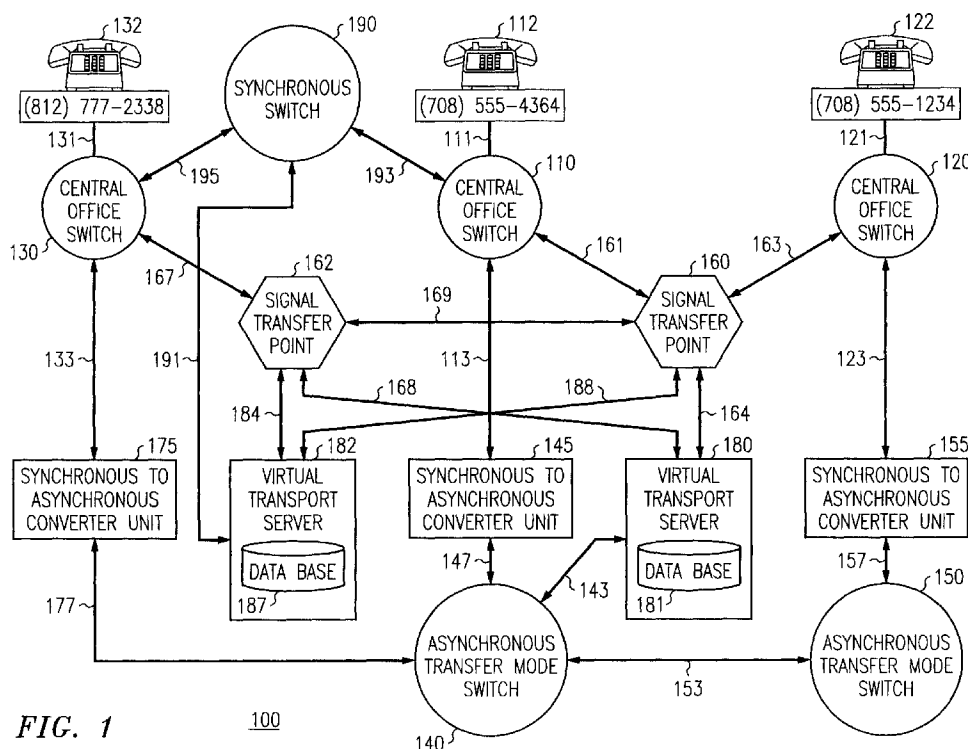 132
190
112
122
SYNCHRONOUS
SWITCH
(812) 777-2338
(708) 555-4364
(708) 555-1234
131
195
193
111
110
121
120
CENTRAL
OFFICE
SWITCH
130
CENTRAL
OFFICE
SWITCH
CENTRAL
OFFICE
SWITCH
167
162
161
160
163
SIGNAL
TRANSFER
POINT
169
SIGNAL
TRANSFER
POINT
133
191
113
123
184
168
188
164
175
182
145
180
155
SYNCHRONOUS TO
ASYNCHRONOUS
CONVERTER UNIT
VIRTUAL
TRANSPORT
SERVER
SYNCHRONOUS TO
ASYNCHRONOUS
CONVERTER UNIT
VIRTUAL
TRANSPORT
SERVER
SYNCHRONOUS TO
ASYNCHRONOUS
CONVERTER UNIT
DATA BASE
187
147
143
DATA BASE
181
157
150
177
ASYNCHRONOUS
TRANSFER MODE
SWITCH
140
153
ASYNCHRONOUS
TRANSFER MODE
SWITCH
FIG. 1
100